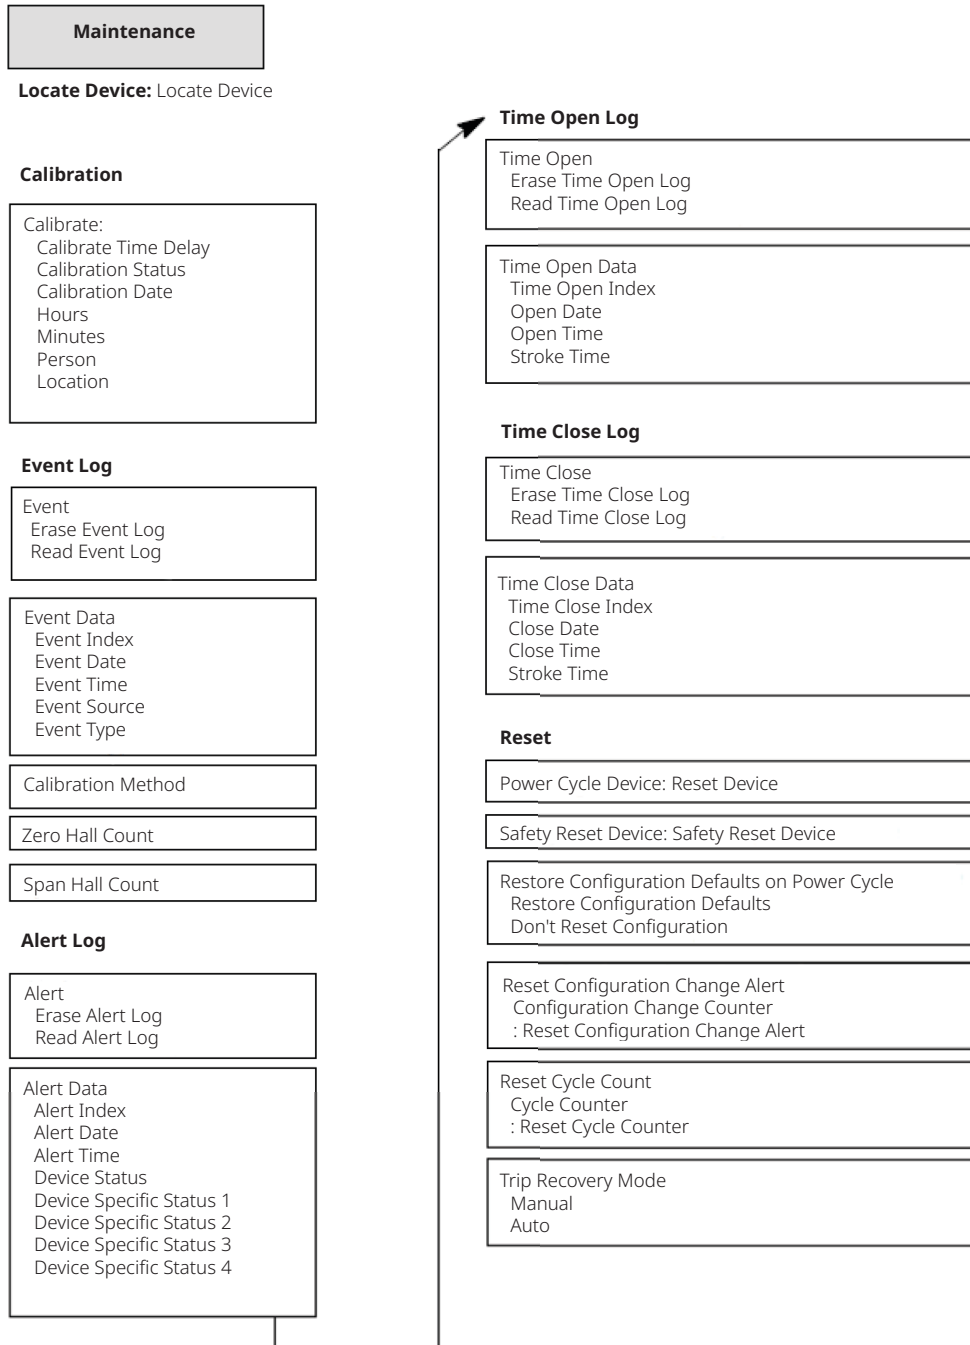 Maintenance
Locate Device: Locate Device
Calibration
Calibrate:
Calibrate Time Delay
Calibration Status
Calibration Date
Hours
Minutes
Person
Location
Event Log
Event
Erase Event Log
Read Event Log
Event Data
Event Index
Event Date
Event Time
Event Source
Event Type
Calibration Method
Zero Hall Count
Span Hall Count
Alert Log
Alert
Erase Alert Log
Read Alert Log
Alert Data
Alert Index
Alert Date
Alert Time
Device Status
Device Specific Status 1
Device Specific Status 2
Device Specific Status 3
Device Specific Status 4
Time Open Log
Time Open
Erase Time Open Log
Read Time Open Log
Time Open Data
Time Open Index
Open Date
Open Time
Stroke Time
Time Close Log
Time Close
Erase Time Close Log
Read Time Close Log
Time Close Data
Time Close Index
Close Date
Close Time
Stroke Time
Reset
Power Cycle Device: Reset Device
Safety Reset Device: Safety Reset Device
Restore Configuration Defaults on Power Cycle
Restore Configuration Defaults
Don't Reset Configuration
Reset Configuration Change Alert
Configuration Change Counter
: Reset Configuration Change Alert
Reset Cycle Count
Cycle Counter
: Reset Cycle Counter
Trip Recovery Mode
Manual
Auto